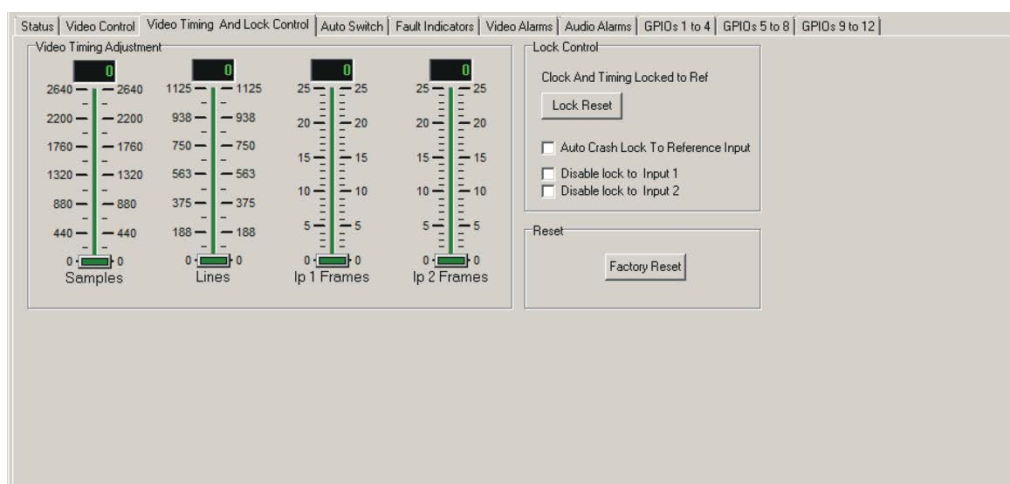 Status Video Control Video Timing And Lock Control Auto Switch Fault Indicators Video Alarms Audio Alarms GPIOs 1 to 4 GPIOs 5 to 8 GPIOs 9 to 12
Video Timing Adjustment
0 0 0 0
2640 2640 1125 1125 25 25 25 25
2200 2200 938 938 20 20 20 20
1760 1760 750 750 15 15 15 15
1320 1320 563 563 10 10 10 10
880 880 375 375 5 5 5 5
440 440 188 188
0 0 0 0 0 0 0 0
Samples Lines Ip 1 Frames Ip 2 Frames
Lock Control
Clock And Timing Locked to Ref
Lock Reset
Auto Crash Lock To Reference Input
Disable lock to Input 1
Disable lock to Input 2
Reset
Factory Reset